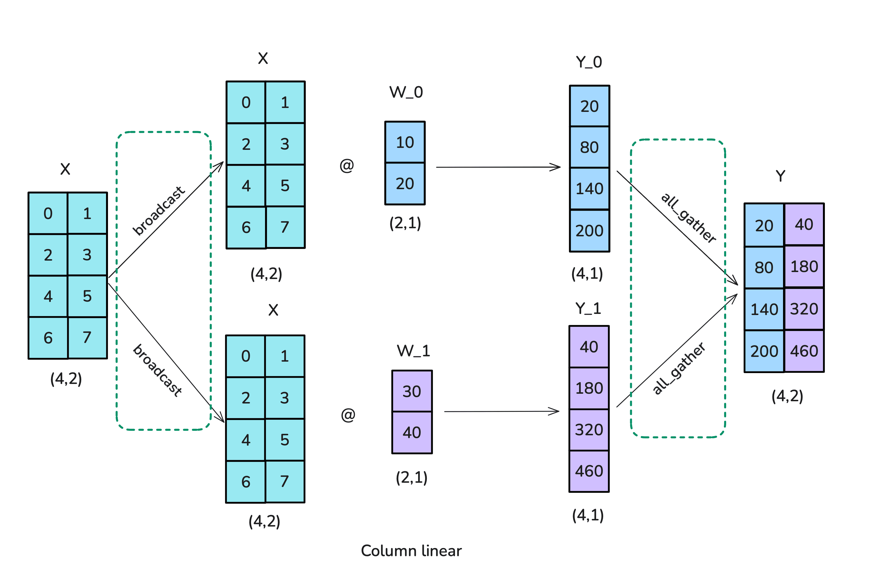 X
0 1
2 3
4 5
6 7
(4,2)
broadcast
broadcast
X
0 1
2 3
4 5
6 7
(4,2)
X
0 1
2 3
4 5
6 7
(4,2)
@
@
W_0
10
20
(2,1)
W_1
30
40
(2,1)
Y_0
20
80
140
200
(4,1)
Y_1
40
180
320
460
(4,1)
all_gather
all_gather
Y
20 40
80 180
140 320
200 460
(4,2)
Column linear